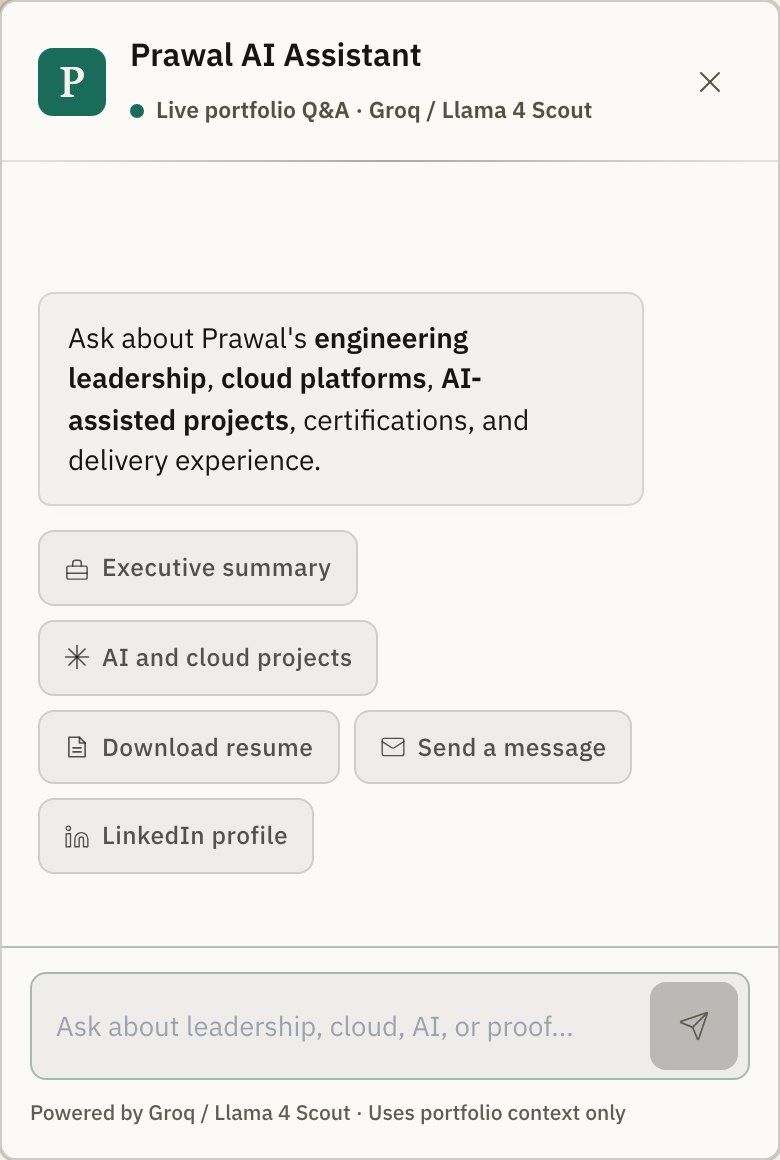 P
Prawal AI Assistant
Live portfolio Q&A · Groq / Llama 4 Scout
Ask about Prawal's engineering
leadership, cloud platforms, AI-
assisted projects, certifications, and
delivery experience.
Executive summary
AI and cloud projects
Download resume
Send a message
LinkedIn profile
Ask about leadership, cloud, AI, or proof...
Powered by Groq / Llama 4 Scout · Uses portfolio context only